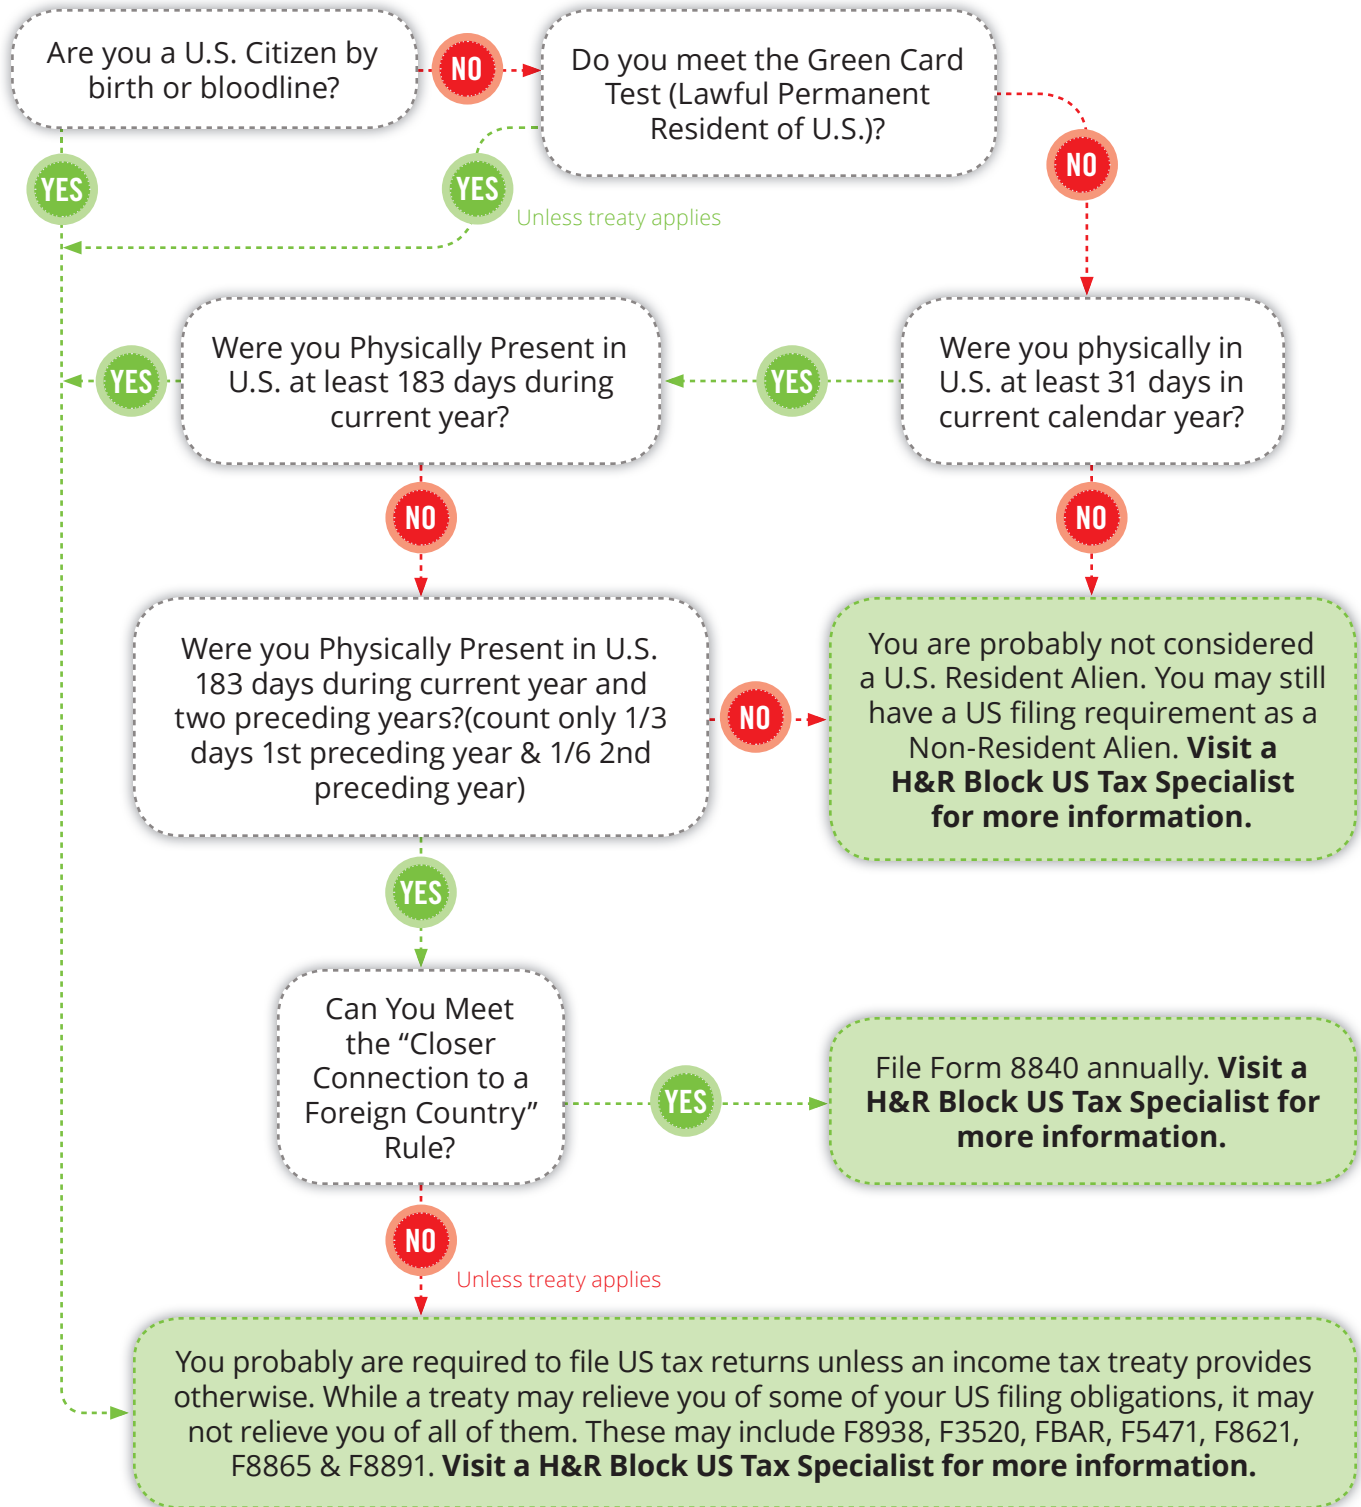 Are you a U.S. Citizen by
birth or bloodline?
NO
Do you meet the Green Card
Test (Lawful Permanent
Resident of U.S.)?
YES
YES
Unless treaty applies
NO
Were you Physically Present in
U.S. at least 183 days during
current year?
YES
YES
Were you physically in
U.S. at least 31 days in
current calendar year?
NO
NO
Were you Physically Present in U.S.
183 days during current year and
two preceding years?(count only 1/3
days 1st preceding year & 1/6 2nd
preceding year)
NO
You are probably not considered
a U.S. Resident Alien. You may still
have a US filing requirement as a
Non-Resident Alien. Visit a
H&R Block US Tax Specialist
for more information.
YES
Can You Meet
the “Closer
Connection to a
Foreign Country”
Rule?
YES
File Form 8840 annually. Visit a
H&R Block US Tax Specialist for
more information.
NO
Unless treaty applies
You probably are required to file US tax returns unless an income tax treaty provides
otherwise. While a treaty may relieve you of some of your US filing obligations, it may
not relieve you of all of them. These may include F8938, F3520, FBAR, F5471, F8621,
F8865 & F8891. Visit a H&R Block US Tax Specialist for more information.